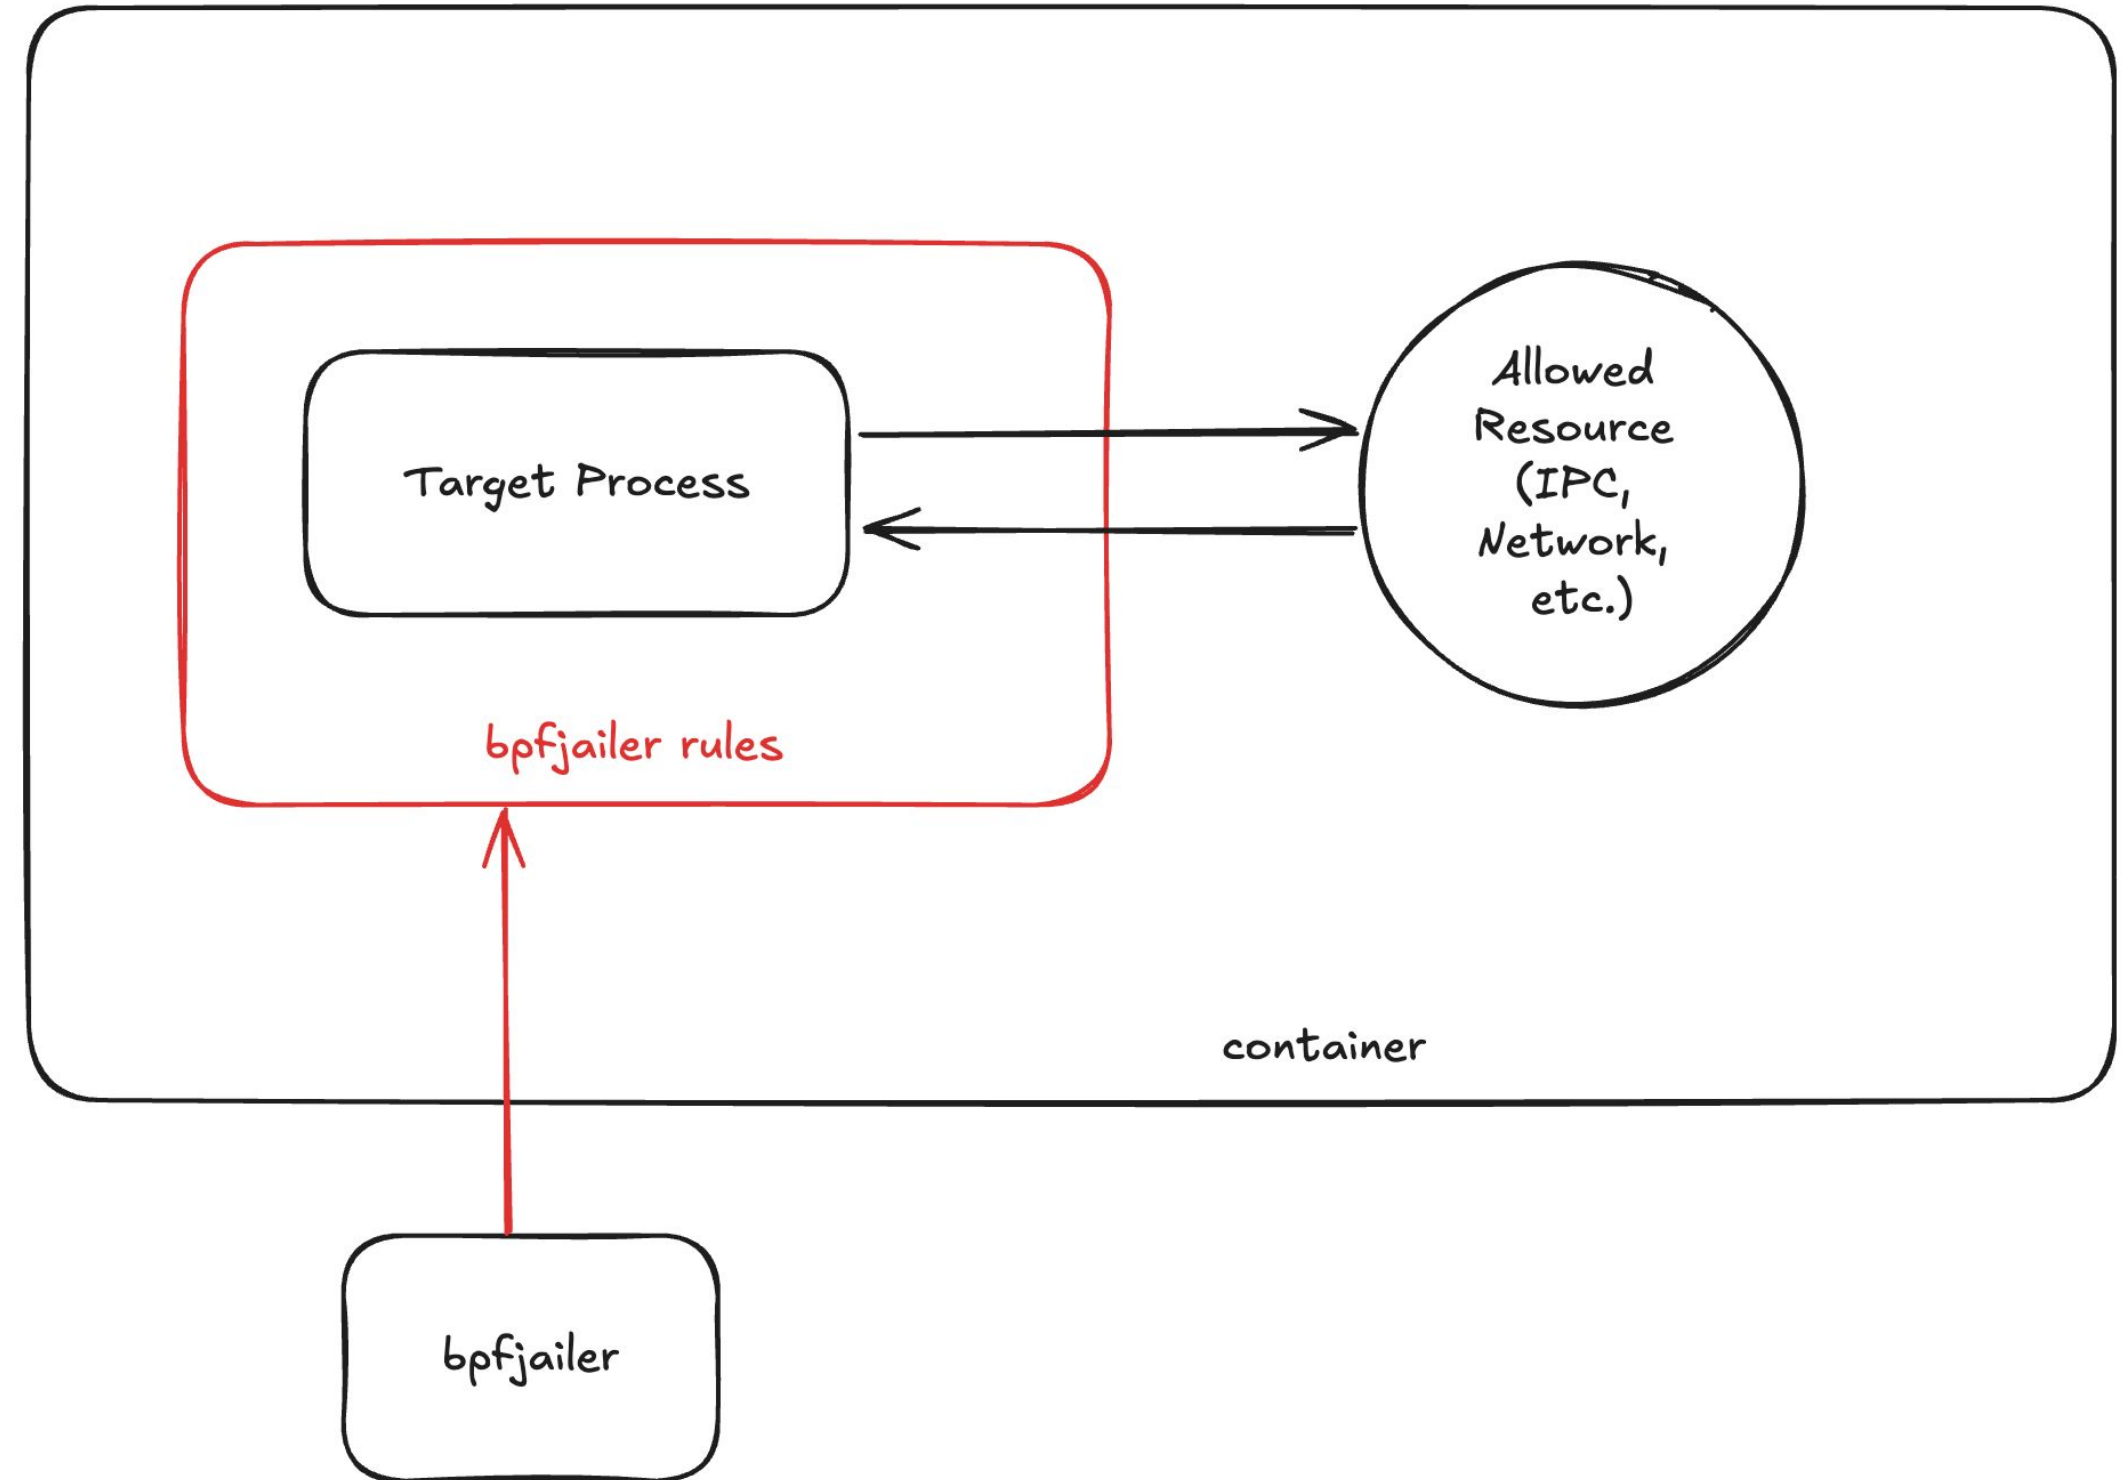 Allowed
Resource
(IPC,
Network,
etc.)
Target Process
bpfjailer rules
container
bpfjailer